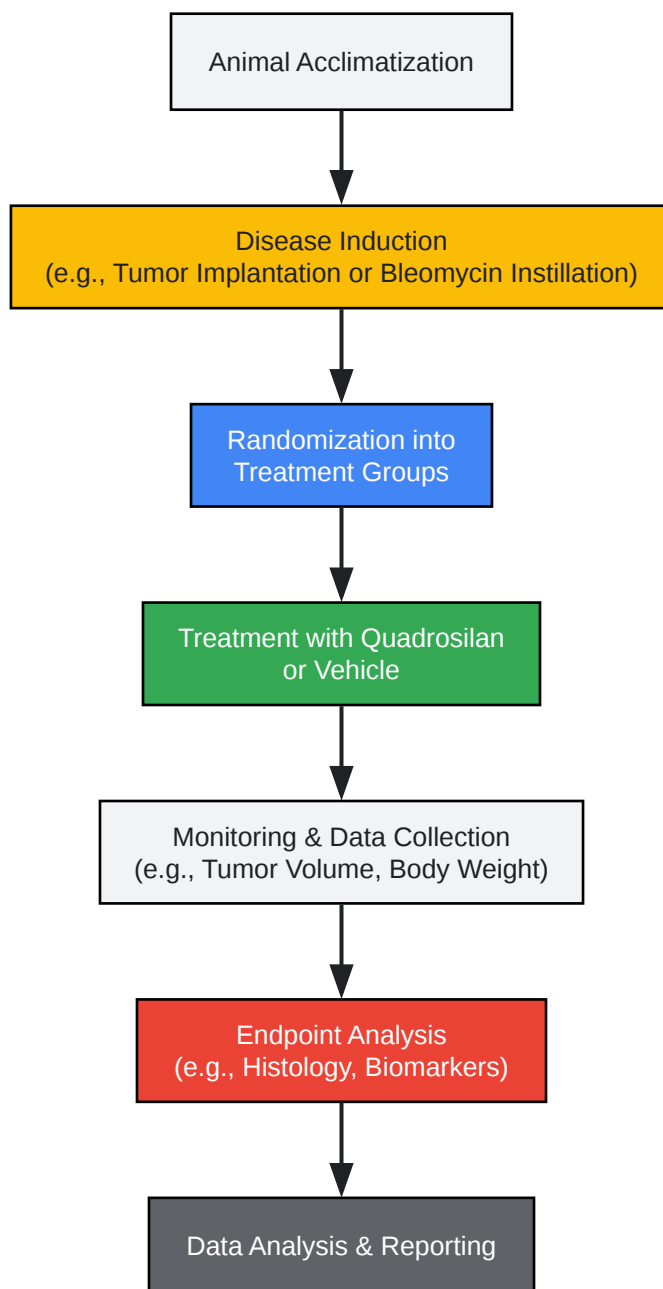 Animal Acclimatization
Disease Induction
(e.g., Tumor Implantation or Bleomycin Instillation)
Randomization into
Treatment Groups
Treatment with Quadrosilan
or Vehicle
Monitoring & Data Collection
(e.g., Tumor Volume, Body Weight)
Endpoint Analysis
(e.g., Histology, Biomarkers)
Data Analysis & Reporting